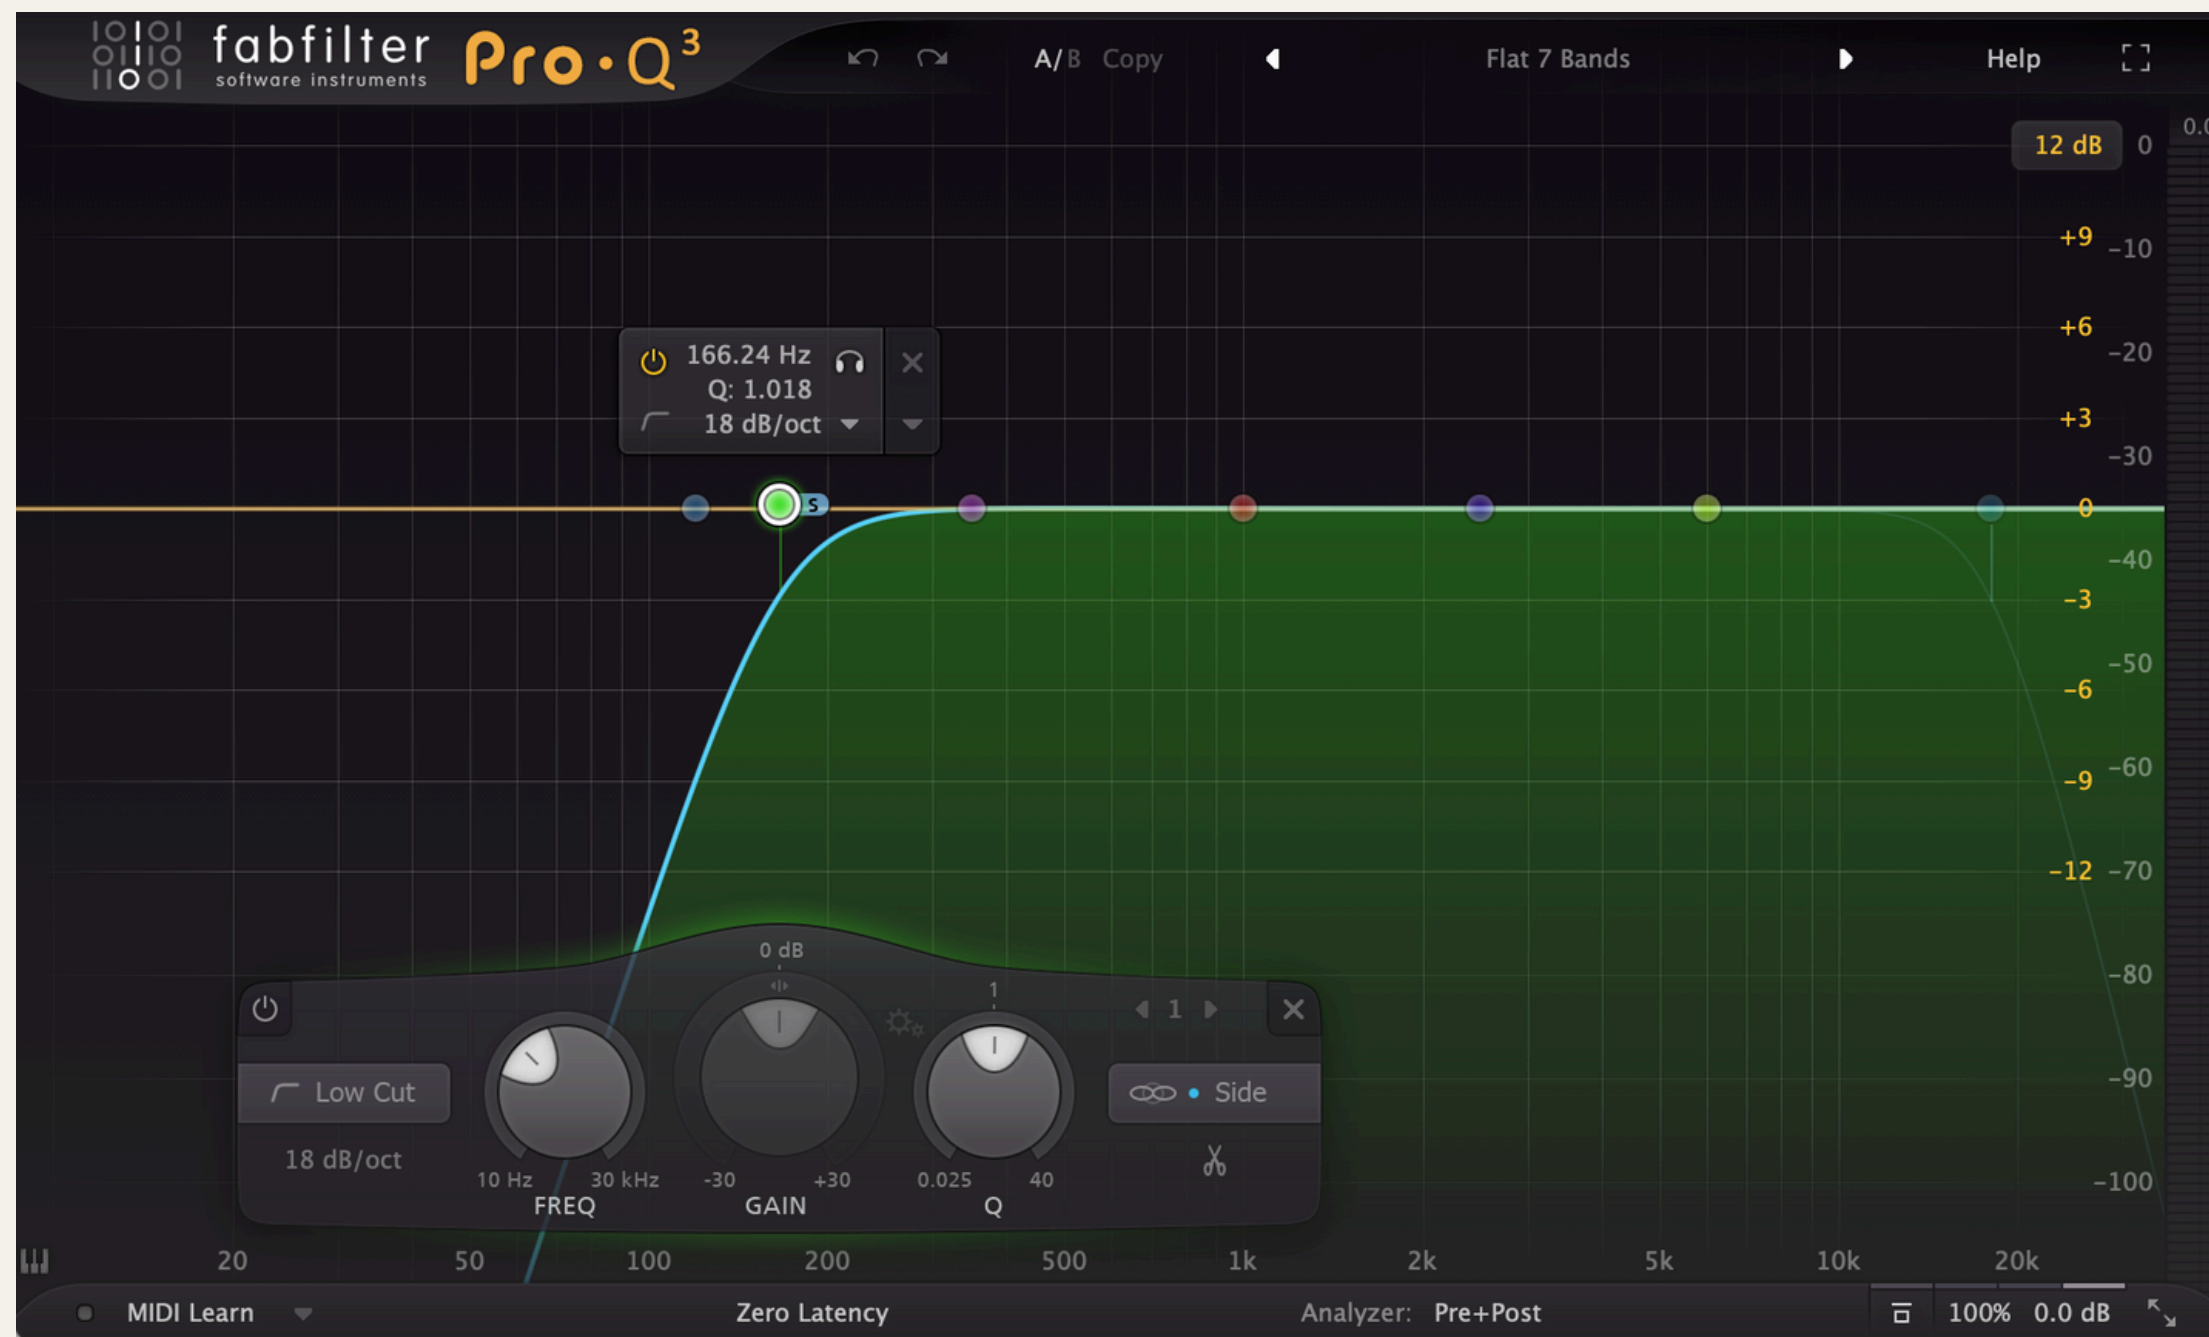 fabfilter Pro·Q³
software instruments
A/B Copy
Flat 7 Bands
Help
12 dB 0
+9 −10
+6 −20
+3 −30
0 −40
−3 −50
−6 −60
−9 −70
−12 −80
−90
−100
166.24 Hz
Q: 1.018
18 dB/oct
S
0 dB
1
1
Low Cut
Side
18 dB/oct
10 Hz 30 kHz
FREQ
-30 +30
GAIN
0.025 40
Q
20 50 100 200 500 1k 2k 5k 10k 20k
MIDI Learn
Zero Latency
Analyzer: Pre+Post
100% 0.0 dB